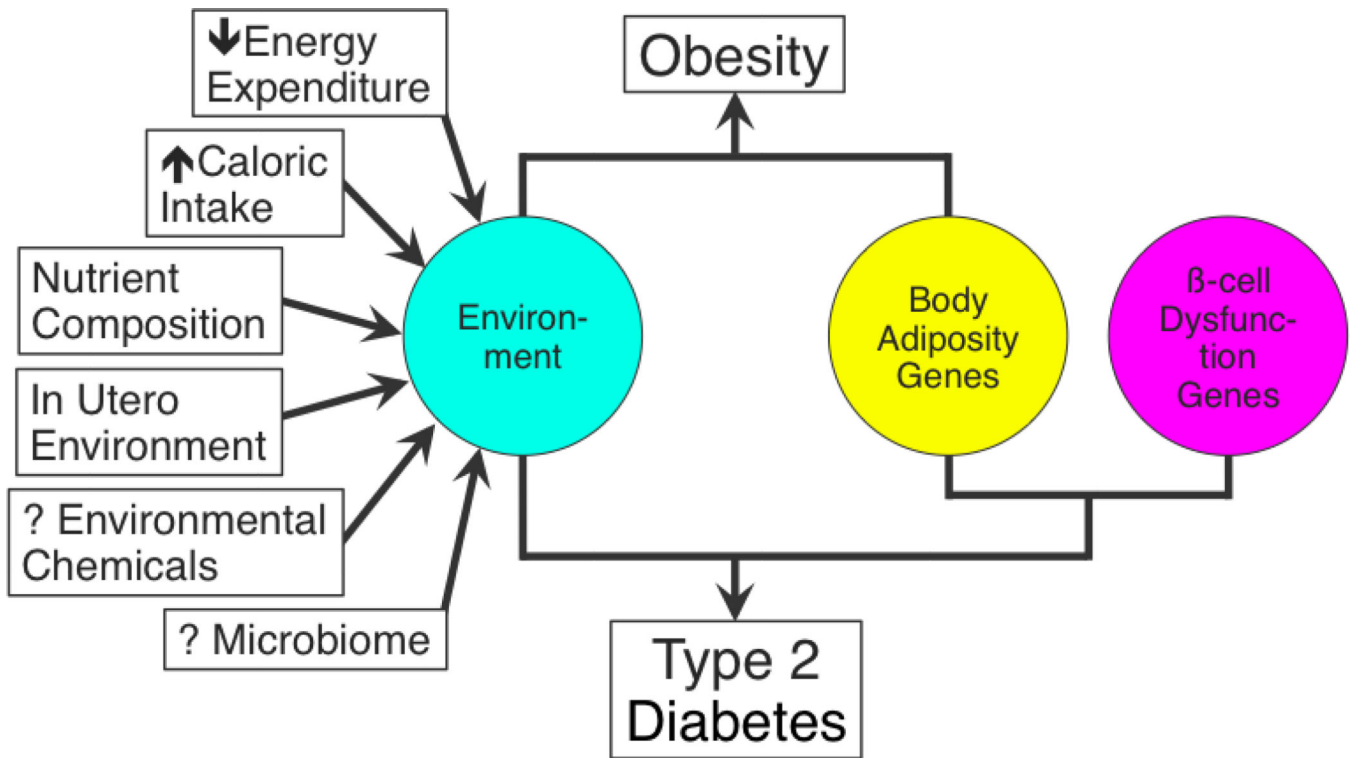 ↓Energy
Expenditure
↑Caloric
Intake
Nutrient
Composition
In Utero
Environment
? Environmental
Chemicals
? Microbiome
Environ-
ment
Obesity
Body
Adiposity
Genes
ß-cell
Dysfunc-
tion
Genes
Type 2
Diabetes